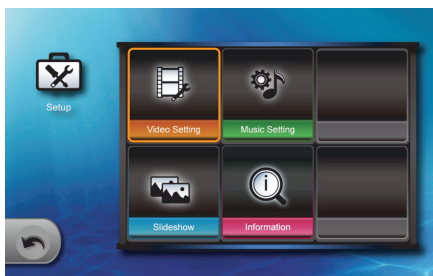 Setup
Video Setting
Music Setting
Slideshow
Information